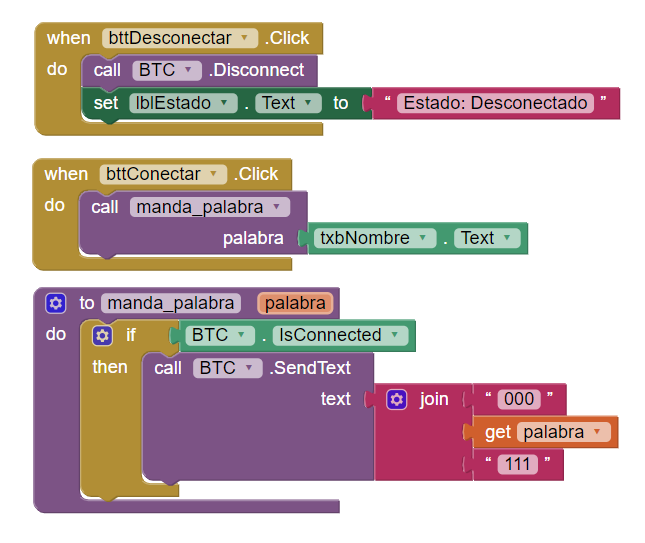 when bttDesconectar .Click
do call BTC .Disconnect
set lblEstado . Text to “ Estado: Desconectado ”
when bttConectar .Click
do call manda_palabra
palabra txbNombre . Text
to manda_palabra palabra
do if BTC . IsConnected
then call BTC .SendText
text join “ 000 ”
get palabra
“ 111 ”